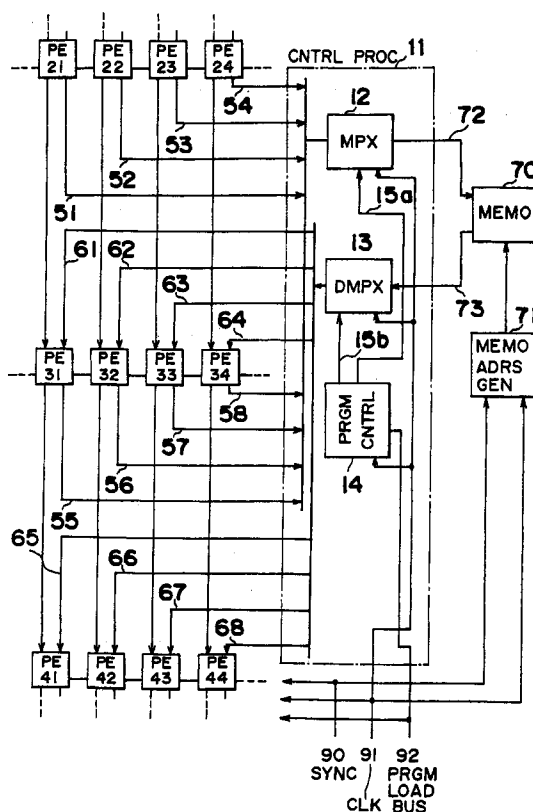 PE 21
PE 22
PE 23
PE 24
CNTRL PROC
11
54
53
52
51
12
MPX
72
15a
70
MEMO
13
DMPX
73
61
62
63
64
71
MEMO
ADRS
GEN
15b
PRGM
CNTRL
14
PE 31
PE 32
PE 33
PE 34
58
57
56
55
65
66
67
68
PE 41
PE 42
PE 43
PE 44
90
SYNC
91
CLK
92
PRGM
LOAD
BUS